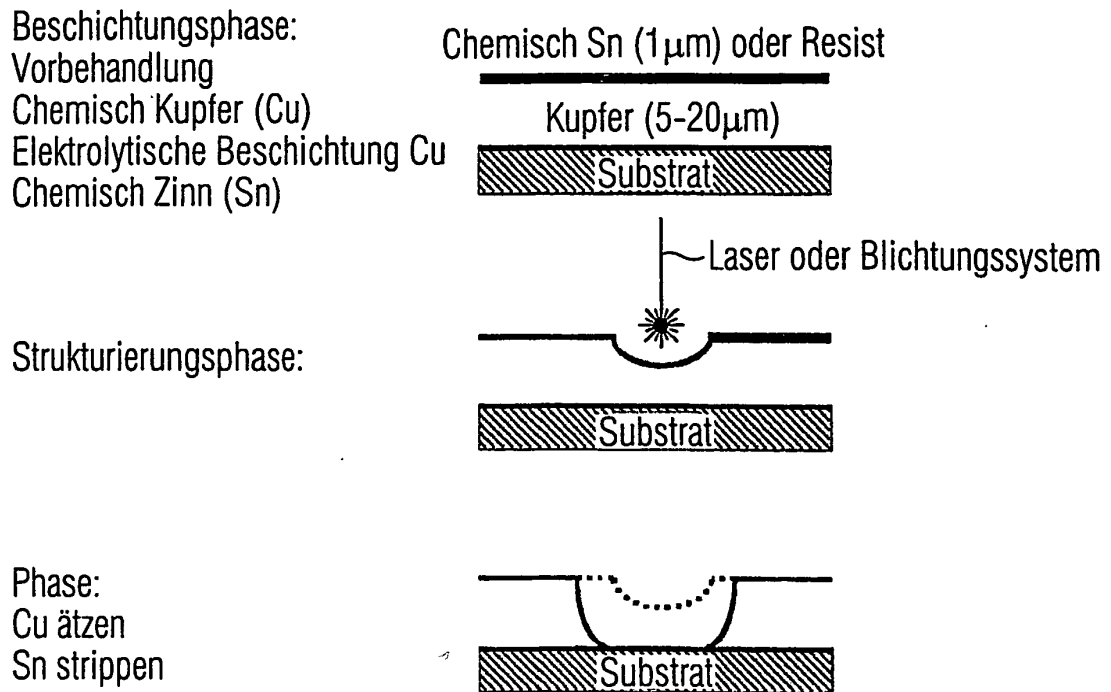 Beschichtungsphase:
Vorbehandlung
Chemisch Kupfer (Cu)
Elektrolytische Beschichtung Cu
Chemisch Zinn (Sn)
Chemisch Sn (1µm) oder Resist
Kupfer (5-20µm)
Substrat
Laser oder Blichtungssystem
Strukturierungsphase:
Substrat
Phase:
Cu ätzen
Sn strippen
Substrat